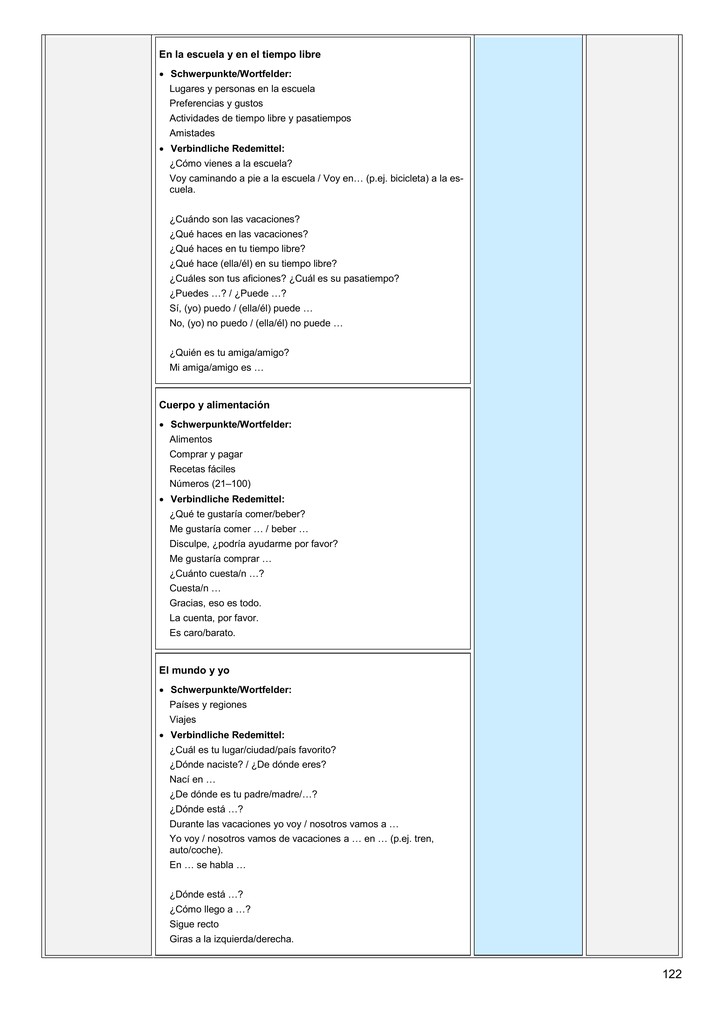 En la escuela y en el tiempo libre
• Schwerpunkte/Wortfelder:
Lugares y personas en la escuela
Preferencias y gustos
Actividades de tiempo libre y pasatiempos
Amistades
• Verbindliche Redemittel:
¿Cómo vienes a la escuela?
Voy caminando a pie a la escuela / Voy en… (p.ej. bicicleta) a la es-
cuela.
¿Cuándo son las vacaciones?
¿Qué haces en las vacaciones?
¿Qué haces en tu tiempo libre?
¿Qué hace (ella/él) en su tiempo libre?
¿Cuáles son tus aficiones? ¿Cuál es su pasatiempo?
¿Puedes …? / ¿Puede …?
Sí, (yo) puedo / (ella/él) puede …
No, (yo) no puedo / (ella/él) no puede …
¿Quién es tu amiga/amigo?
Mi amiga/amigo es …
Cuerpo y alimentación
• Schwerpunkte/Wortfelder:
Alimentos
Comprar y pagar
Recetas fáciles
Números (21–100)
• Verbindliche Redemittel:
¿Qué te gustaría comer/beber?
Me gustaría comer … / beber …
Disculpe, ¿podría ayudarme por favor?
Me gustaría comprar …
¿Cuánto cuesta/n …?
Cuesta/n …
Gracias, eso es todo.
La cuenta, por favor.
Es caro/barato.
El mundo y yo
• Schwerpunkte/Wortfelder:
Países y regiones
Viajes
• Verbindliche Redemittel:
¿Cuál es tu lugar/ciudad/país favorito?
¿Dónde naciste? / ¿De dónde eres?
Nací en …
¿De dónde es tu padre/madre/…?
¿Dónde está …?
Durante las vacaciones yo voy / nosotros vamos a …
Yo voy / nosotros vamos de vacaciones a … en … (p.ej. tren,
auto/coche).
En … se habla …
¿Dónde está …?
¿Cómo llego a …?
Sigue recto
Giras a la izquierda/derecha.
122